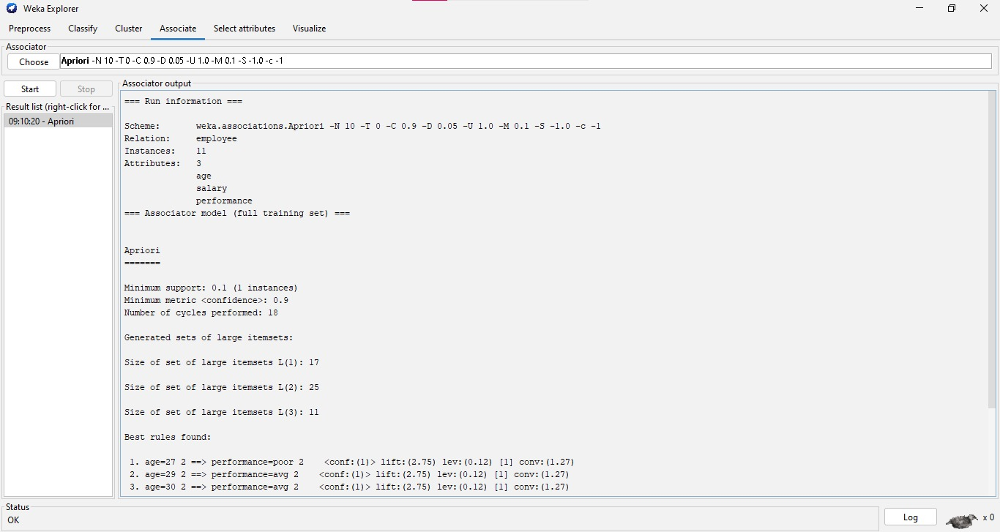 Weka Explorer
Preprocess Classify Cluster Associate Select attributes Visualize
Associator
Choose Apriori -N 10 -T 0 -C 0.9 -D 0.05 -U 1.0 -M 0.1 -S -1.0 -c -1
Start Stop
Result list (right-click for ...
09:10:20 - Apriori
Associator output
=== Run information ===
Scheme: weka.associations.Apriori -N 10 -T 0 -C 0.9 -D 0.05 -U 1.0 -M 0.1 -S -1.0 -c -1
Relation: employee
Instances: 11
Attributes: 3
age
salary
performance
=== Associator model (full training set) ===
Apriori
=======
Minimum support: 0.1 (1 instances)
Minimum metric <confidence>: 0.9
Number of cycles performed: 18
Generated sets of large itemsets:
Size of set of large itemsets L(1): 17
Size of set of large itemsets L(2): 25
Size of set of large itemsets L(3): 11
Best rules found:
1. age=27 2 ==> performance=poor 2 <conf:(1)> lift:(2.75) lev:(0.12) [1] conv:(1.27)
2. age=29 2 ==> performance=avg 2 <conf:(1)> lift:(2.75) lev:(0.12) [1] conv:(1.27)
3. age=30 2 ==> performance=avg 2 <conf:(1)> lift:(2.75) lev:(0.12) [1] conv:(1.27)
Status
OK
Log x 0